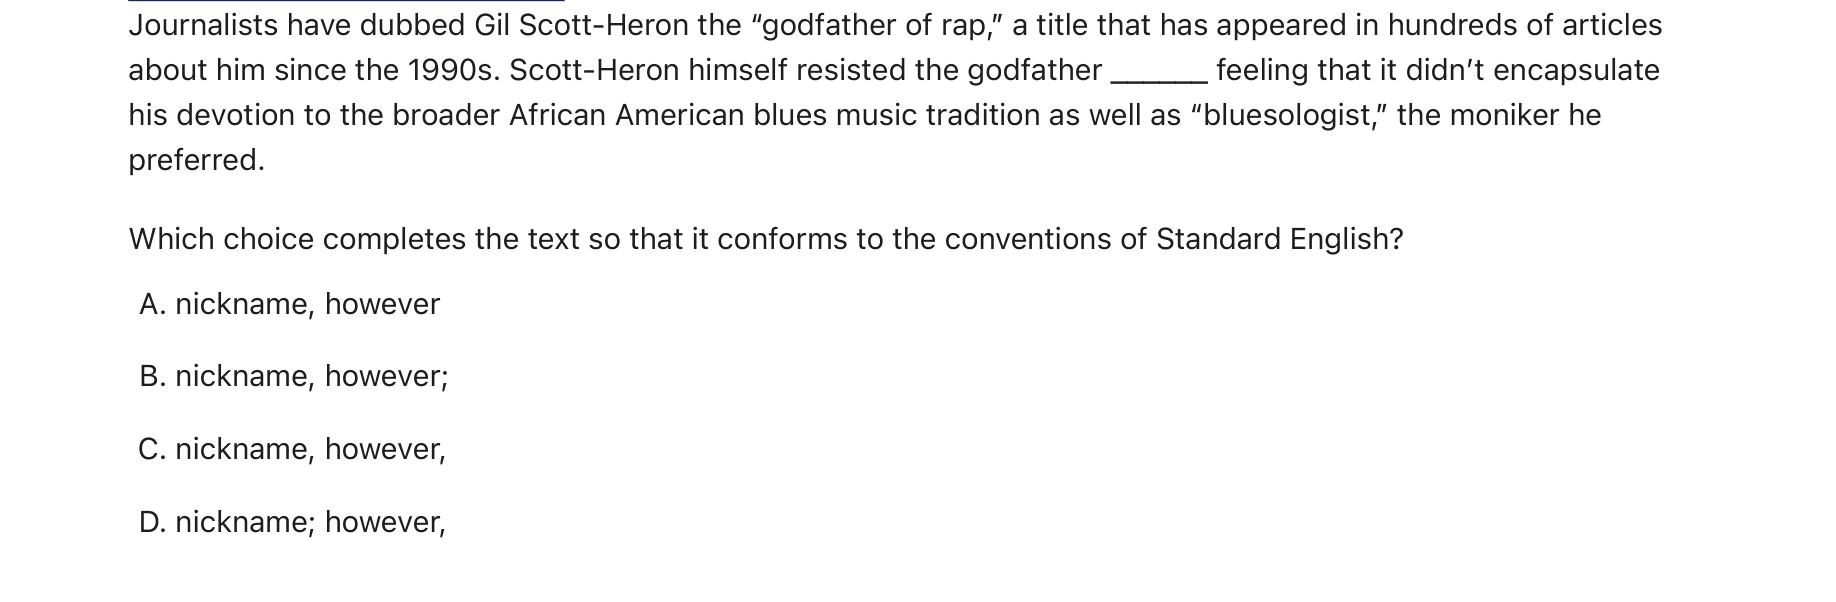 Journalists have dubbed Gil Scott-Heron the “godfather of rap,” a title that has appeared in hundreds of articles
about him since the 1990s. Scott-Heron himself resisted the godfather ______ feeling that it didn’t encapsulate
his devotion to the broader African American blues music tradition as well as “bluesologist,” the moniker he
preferred.
Which choice completes the text so that it conforms to the conventions of Standard English?
A. nickname, however
B. nickname, however;
C. nickname, however,
D. nickname; however,